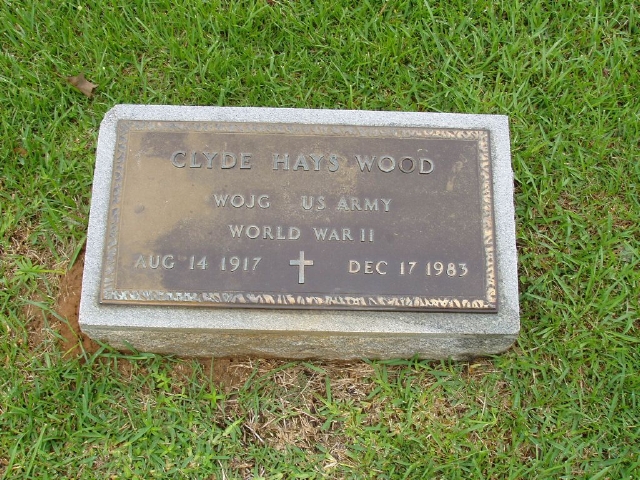 CLYDE HAYS WOOD
WOJG US ARMY
WORLD WAR II
AUG 14 1917 DEC 17 1983